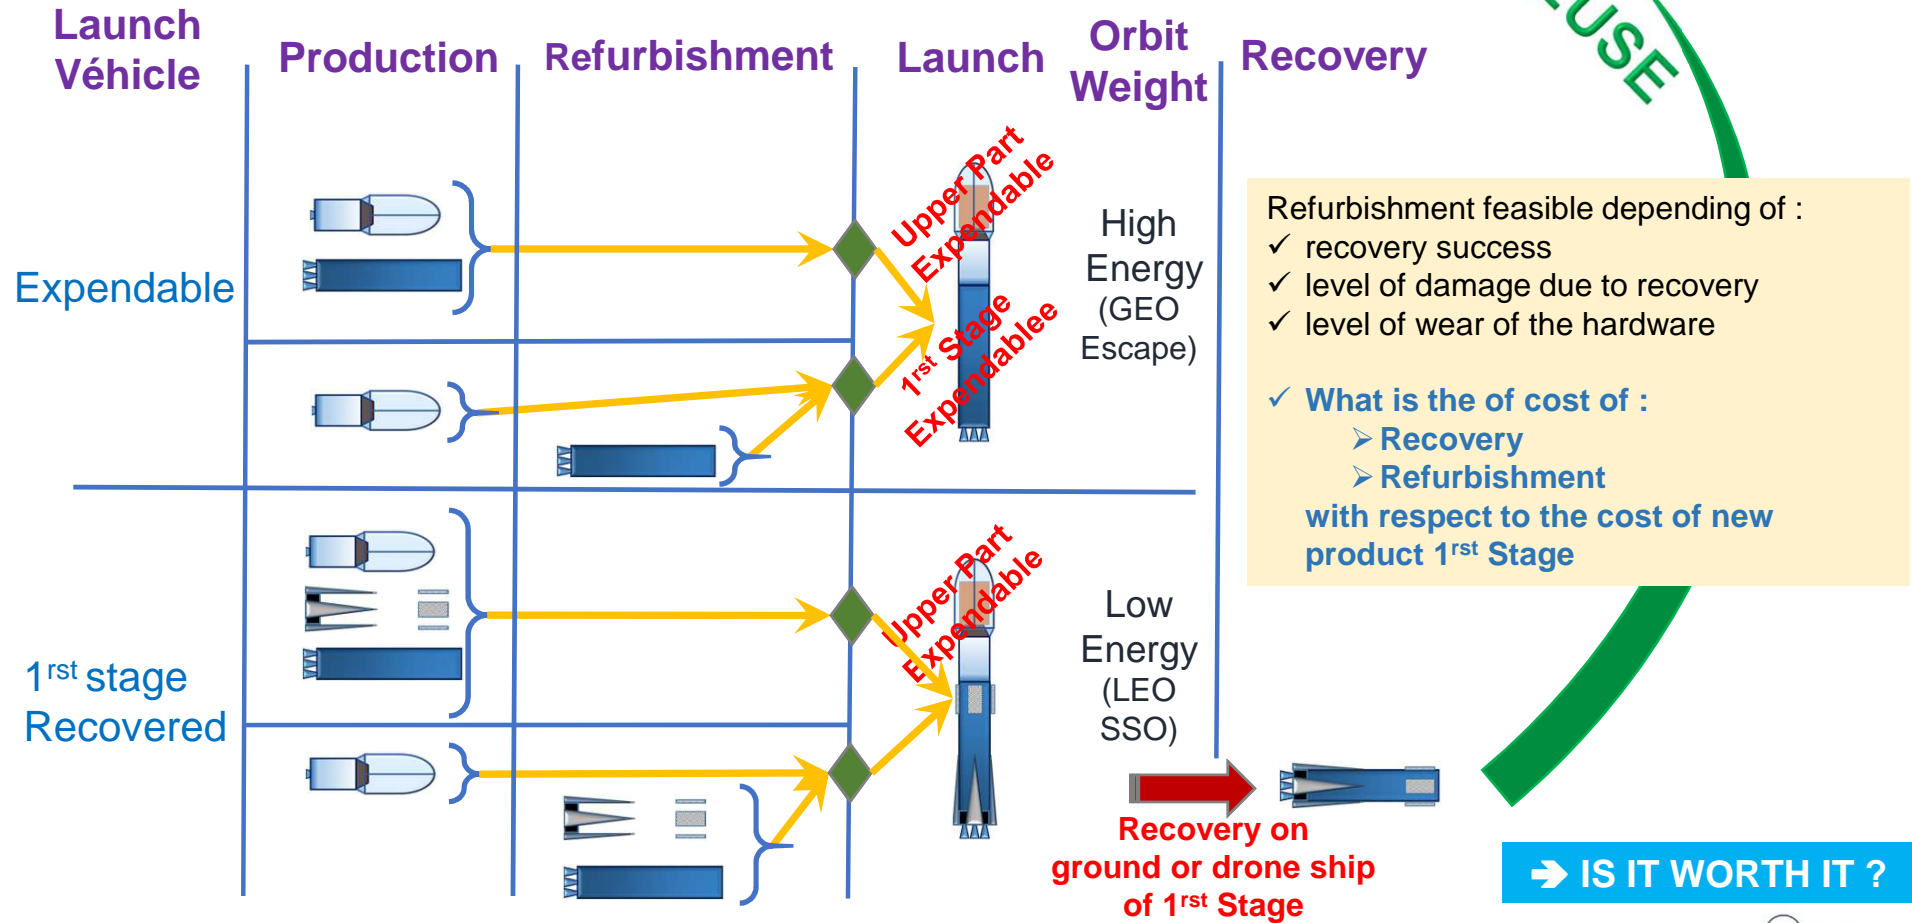 Launch
Véhicle
Production
Refurbishment
Launch
Orbit
Weight
Recovery
Expendable
Upper Part
Expendable
1rst Stage
Expendablee
High
Energy
(GEO
Escape)
1rst stage
Recovered
Upper Part
Expendable
Low
Energy
(LEO
SSO)
Recovery on
ground or drone ship
of 1rst Stage
Refurbishment feasible depending of :
✓ recovery success
✓ level of damage due to recovery
✓ level of wear of the hardware
✓ What is the of cost of :
➢ Recovery
➢ Refurbishment
with respect to the cost of new
product 1rst Stage
➔ IS IT WORTH IT ?